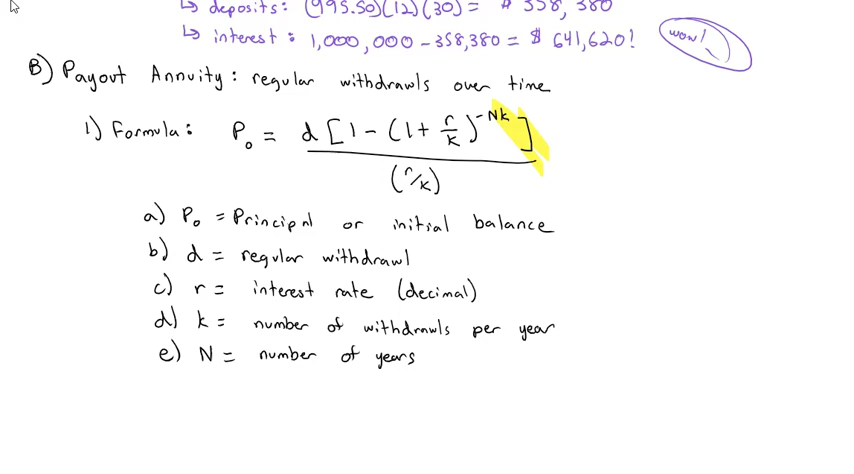 ↳ deposits: (995.50)(12)(30) = $ 358,380
↳ interest: 1,000,000 - 358,380 = $ 641,620!
wow!
B) Payout Annuity: regular withdrawls over time
1) Formula: P₀ = d[1 - (1 + r/k)^-Nk] / (r/k)
a) P₀ = Principal or initial balance
b) d = regular withdrawl
c) r = interest rate (decimal)
d) k = number of withdrawls per year
e) N = number of years